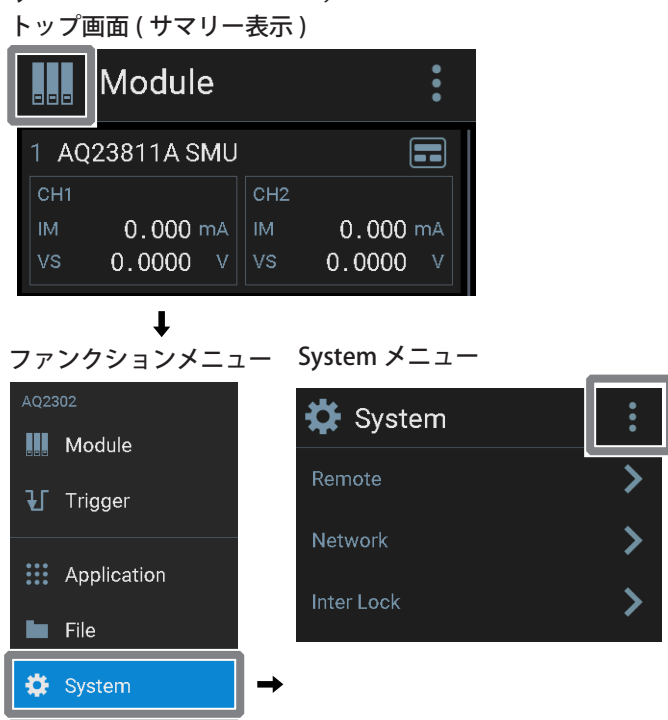 トップ画面 ( サマリー表示 )
Module
1 AQ23811A SMU
CH1
IM 0.000 mA
VS 0.0000 V
CH2
IM 0.000 mA
VS 0.0000 V
ファンクションメニュー
AQ2302
Module
Trigger
Application
File
System
System メニュー
System
Remote
Network
Inter Lock